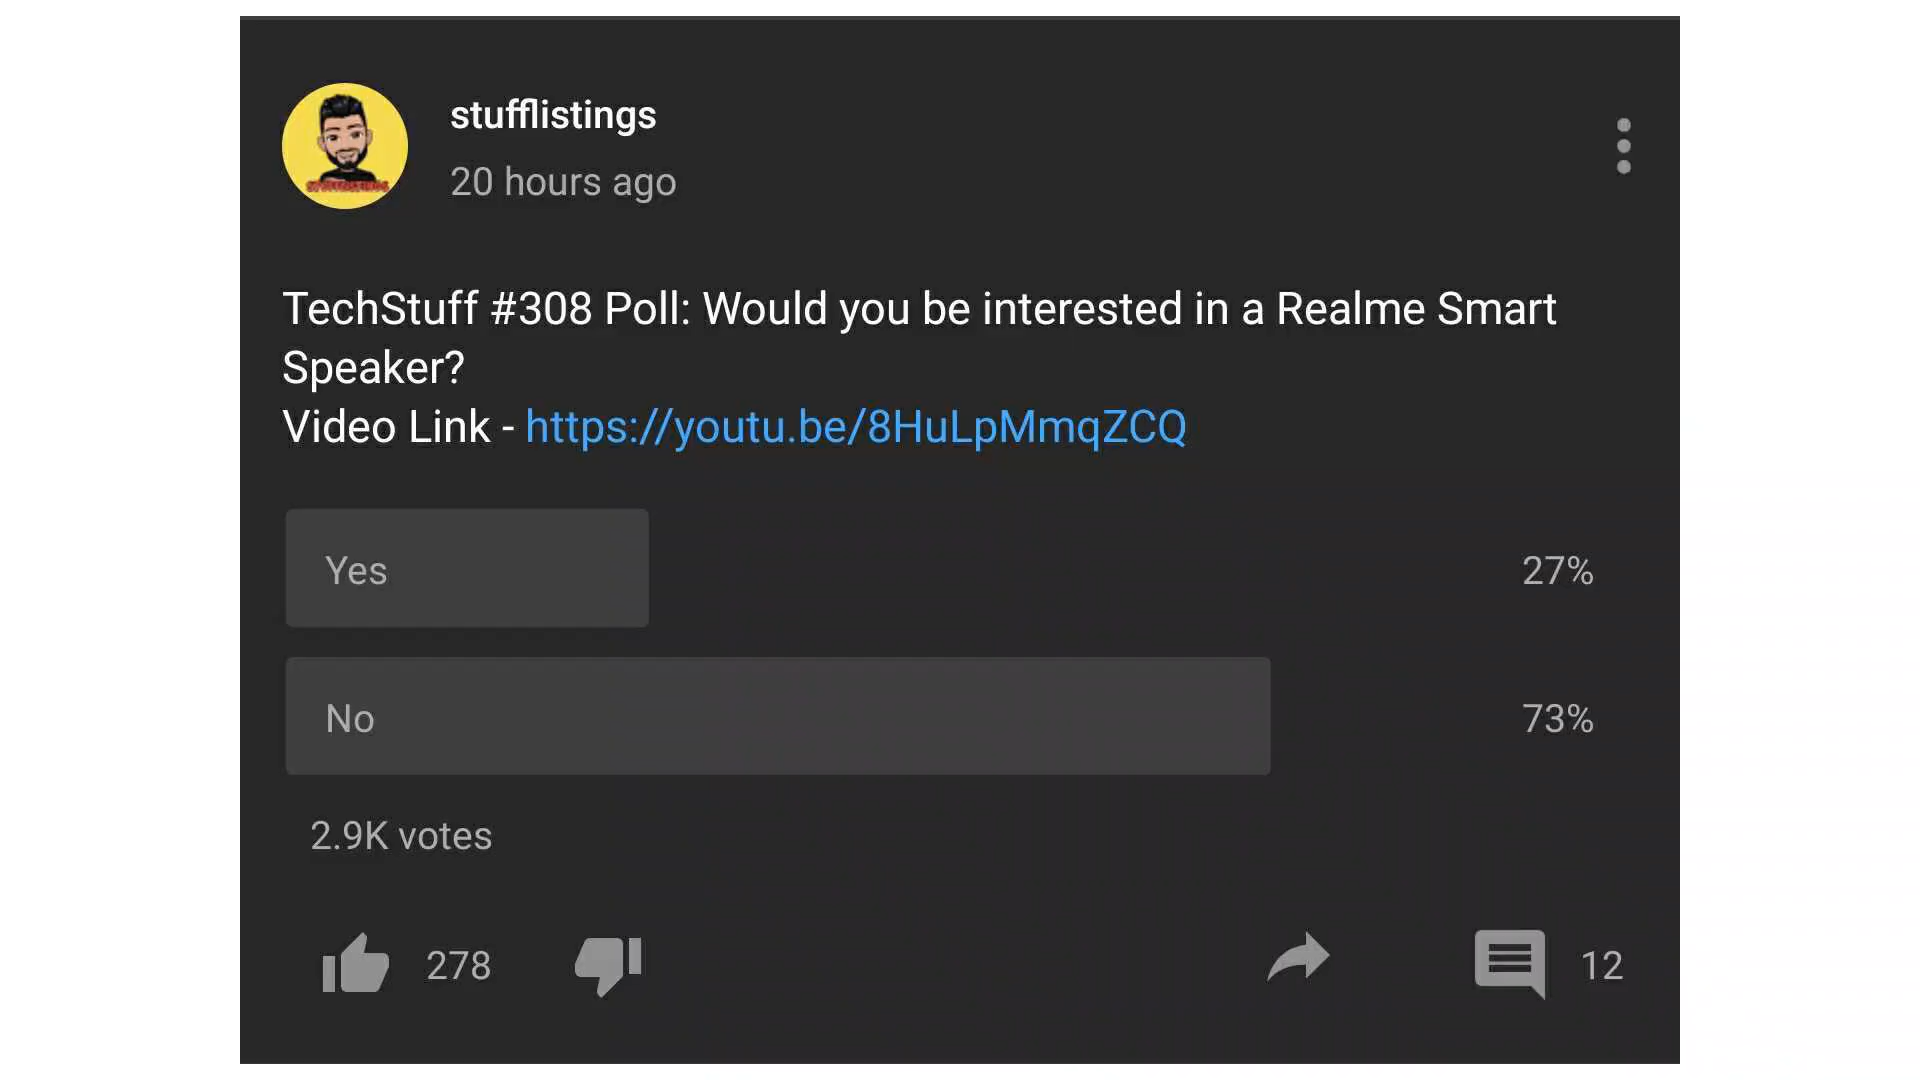 stufflistings
20 hours ago
TechStuff #308 Poll: Would you be interested in a Realme Smart
Speaker?
Video Link - https://youtu.be/8HuLpMmqZCQ
Yes 27%
No 73%
2.9K votes
278 12